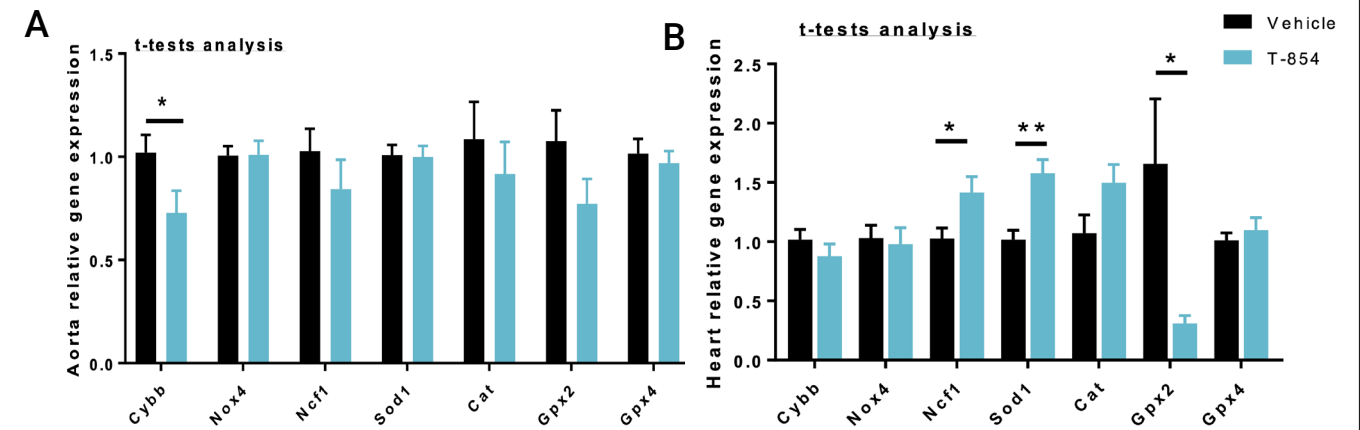 A
t-tests analysis
Aorta relative gene expression
1.5
1.0
0.5
0.0
*
Cybb
Nox4
Ncf1
Sod1
Cat
Gpx2
Gpx4
B
t-tests analysis
Heart relative gene expression
2.5
2.0
1.5
1.0
0.5
0.0
*
**
*
Cybb
Nox4
Ncf1
Sod1
Cat
Gpx2
Gpx4
Vehicle
T-854